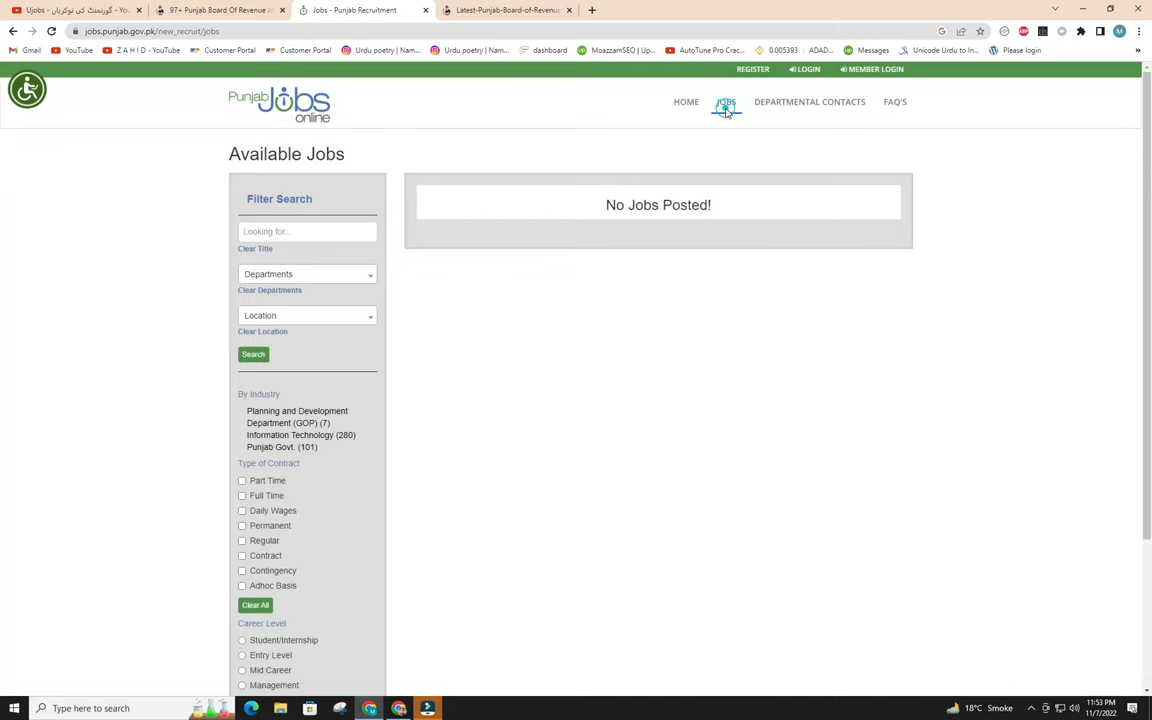 Ujobs - گورنمنٹ کی نوکریاں - You
97+ Punjab Board Of Revenue Jo
Jobs - Punjab Recruitment
Latest-Punjab-Board-of-Revenue
jobs.punjab.gov.pk/new_recruit/jobs
Gmail
YouTube
Z A H I D - YouTube
Customer Portal
Customer Portal
Urdu poetry | Nam...
Urdu poetry | Nam...
dashboard
MoazzamSEO | Up...
AutoTune Pro Crac...
0.005393 | ADAD...
Messages
Unicode Urdu to In...
Please login
REGISTER
LOGIN
MEMBER LOGIN
Punjab
Jobs
online
HOME
JOBS
DEPARTMENTAL CONTACTS
FAQ'S
Available Jobs
Filter Search
Looking for...
Clear Title
Departments
Clear Departments
Location
Clear Location
Search
By Industry
Planning and Development
Department (GOP) (7)
Information Technology (280)
Punjab Govt. (101)
Type of Contract
Part Time
Full Time
Daily Wages
Permanent
Regular
Contract
Contingency
Adhoc Basis
Clear All
Career Level
Student/Internship
Entry Level
Mid Career
Management
No Jobs Posted!
Type here to search
18°C Smoke
11:53 PM
11/7/2022